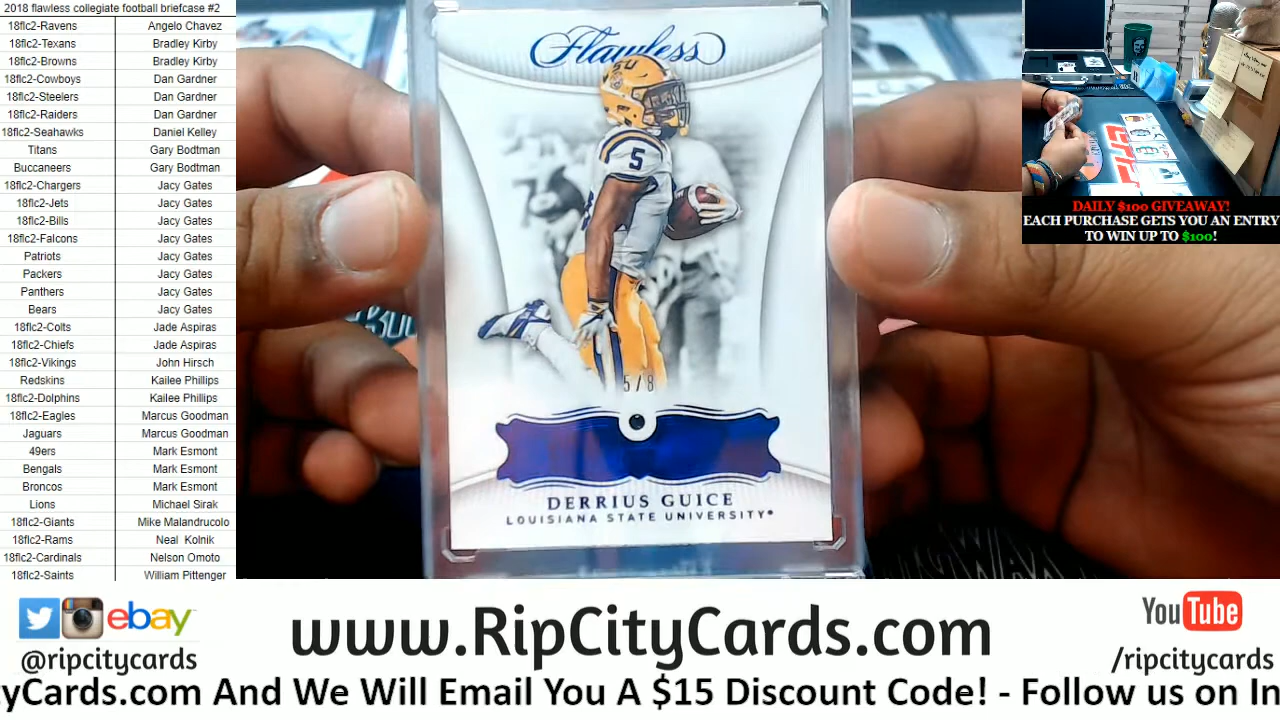 2018 flawless collegiate football briefcase #2
18flc2-Ravens Angelo Chavez
18flc2-Texans Bradley Kirby
18flc2-Browns Bradley Kirby
18flc2-Cowboys Dan Gardner
18flc2-Steelers Dan Gardner
18flc2-Raiders Dan Gardner
18flc2-Seahawks Daniel Kelley
Titans Gary Bodtman
Buccaneers Gary Bodtman
18flc2-Chargers Jacy Gates
18flc2-Jets Jacy Gates
18flc2-Bills Jacy Gates
18flc2-Falcons Jacy Gates
Patriots Jacy Gates
Packers Jacy Gates
Panthers Jacy Gates
Bears Jacy Gates
18flc2-Colts Jade Aspiras
18flc2-Chiefs Jade Aspiras
18flc2-Vikings John Hirsch
Redskins Kailee Phillips
18flc2-Dolphins Kailee Phillips
18flc2-Eagles Marcus Goodman
Jaguars Marcus Goodman
49ers Mark Esmont
Bengals Mark Esmont
Broncos Mark Esmont
Lions Michael Sirak
18flc2-Giants Mike Malandrucolo
18flc2-Rams Neal Kolnik
18flc2-Cardinals Nelson Omoto
18flc2-Saints William Pittenger
Flawless
5
5/8
DERRIUS GUICE
LOUISIANA STATE UNIVERSITY®
DAILY $100 GIVEAWAY!
EACH PURCHASE GETS YOU AN ENTRY
TO WIN UP TO $100!
ebay
@ripcitycards
www.RipCityCards.com
YouTube
/ripcitycards
tyCards.com And We Will Email You A $15 Discount Code! - Follow us on In